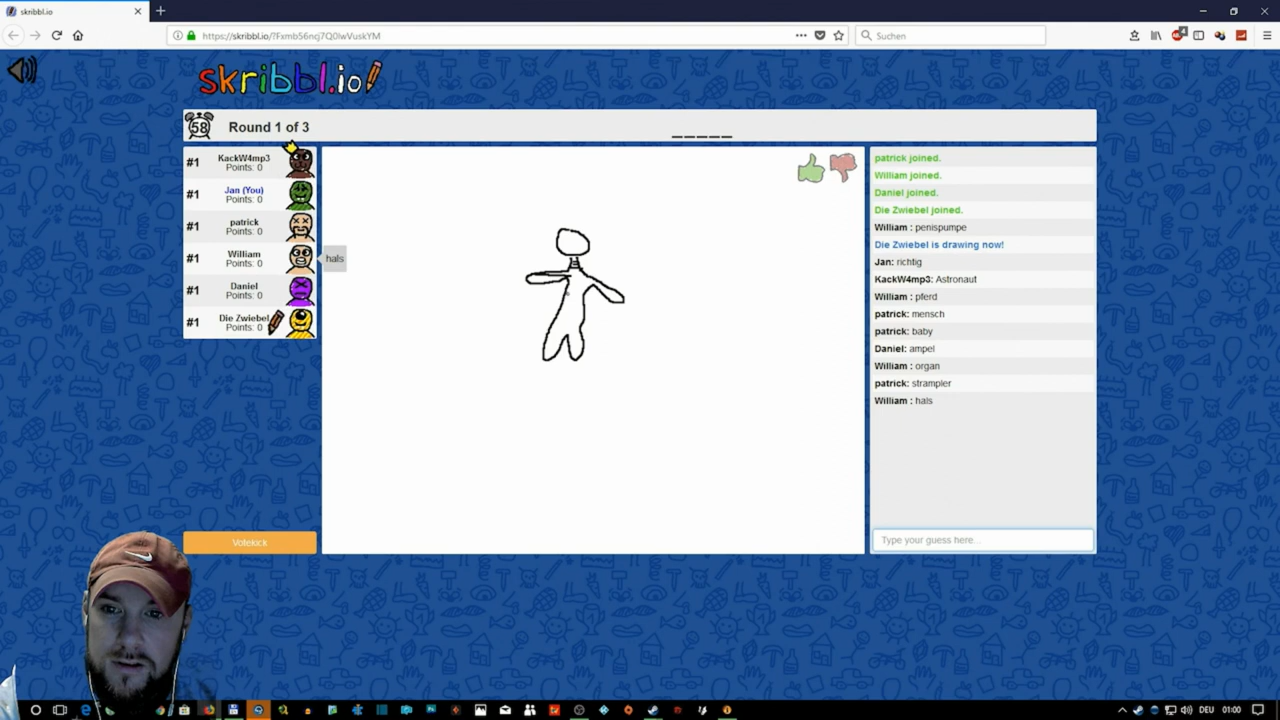 skribbl.io
https://skribbl.io/?Fxmb56ncj7Q0lwVuskYM
Suchen
4
skribbl.io
58
Round 1 of 3
_____
#1
KackW4mp3
Points: 0
#1
Jan (You)
Points: 0
#1
patrick
Points: 0
#1
William
Points: 0
hals
#1
Daniel
Points: 0
#1
Die Zwiebel
Points: 0
Votekick
patrick joined.
William joined.
Daniel joined.
Die Zwiebel joined.
William : penispumpe
Die Zwiebel is drawing now!
Jan: richtig
KackW4mp3: Astronaut
William : pferd
patrick: mensch
patrick: baby
Daniel: ampel
William : organ
patrick: strampler
William : hals
Type your guess here...
DEU
01:00